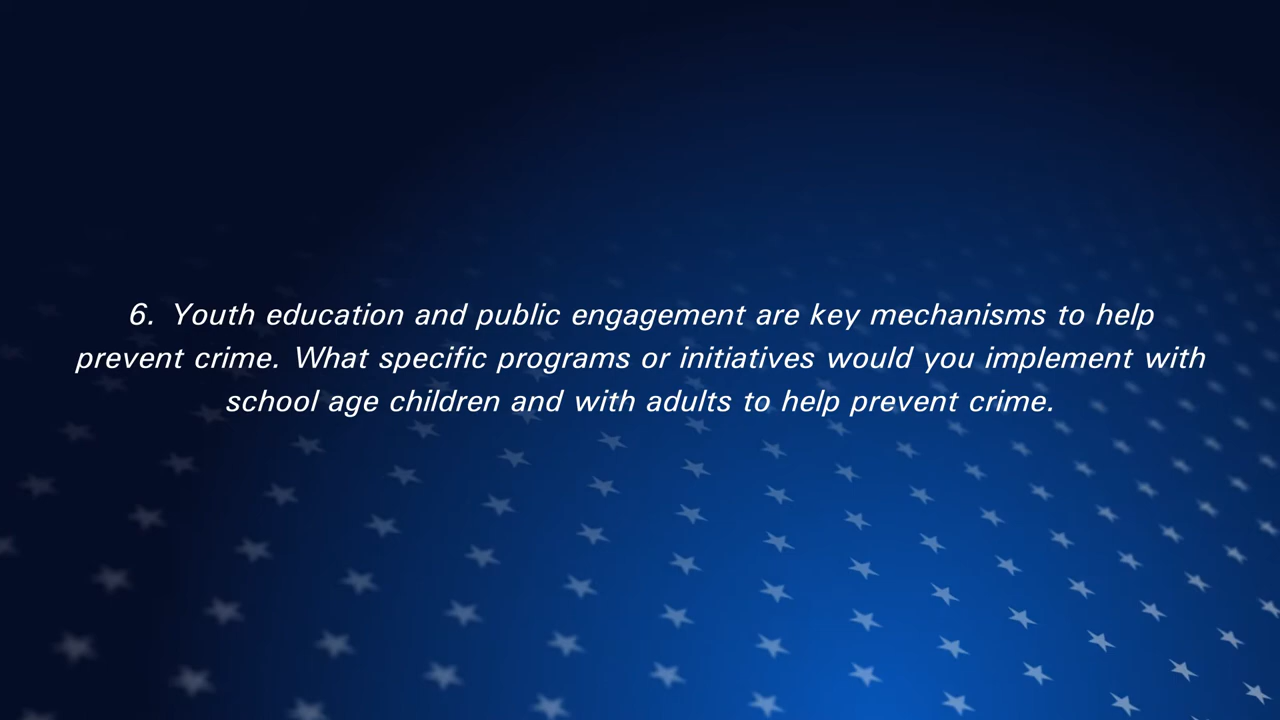 6. Youth education and public engagement are key mechanisms to help
prevent crime. What specific programs or initiatives would you implement with
school age children and with adults to help prevent crime.